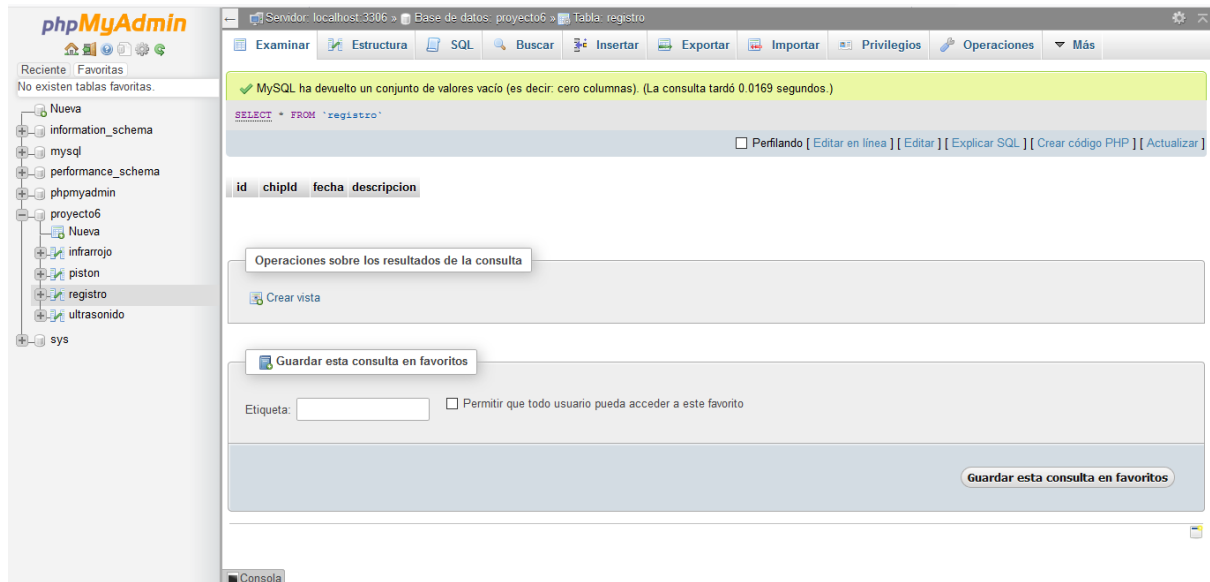 phpMyAdmin
Reciente Favoritas
No existen tablas favoritas.
Nueva
information_schema
mysql
performance_schema
phpmyadmin
proyecto6
Nueva
infrarrojo
piston
registro
ultrasonido
sys
Servidor: localhost:3306 » Base de datos: proyecto6 » Tabla: registro
Examinar Estructura SQL Buscar Insertar Exportar Importar Privilegios Operaciones Más
MySQL ha devuelto un conjunto de valores vacío (es decir: cero columnas). (La consulta tardó 0.0169 segundos.)
SELECT * FROM `registro`
Perfilando [ Editar en línea ] [ Editar ] [ Explicar SQL ] [ Crear código PHP ] [ Actualizar ]
id chipId fecha descripcion
Operaciones sobre los resultados de la consulta
Crear vista
Guardar esta consulta en favoritos
Etiqueta: Permitir que todo usuario pueda acceder a este favorito
Guardar esta consulta en favoritos
Consola